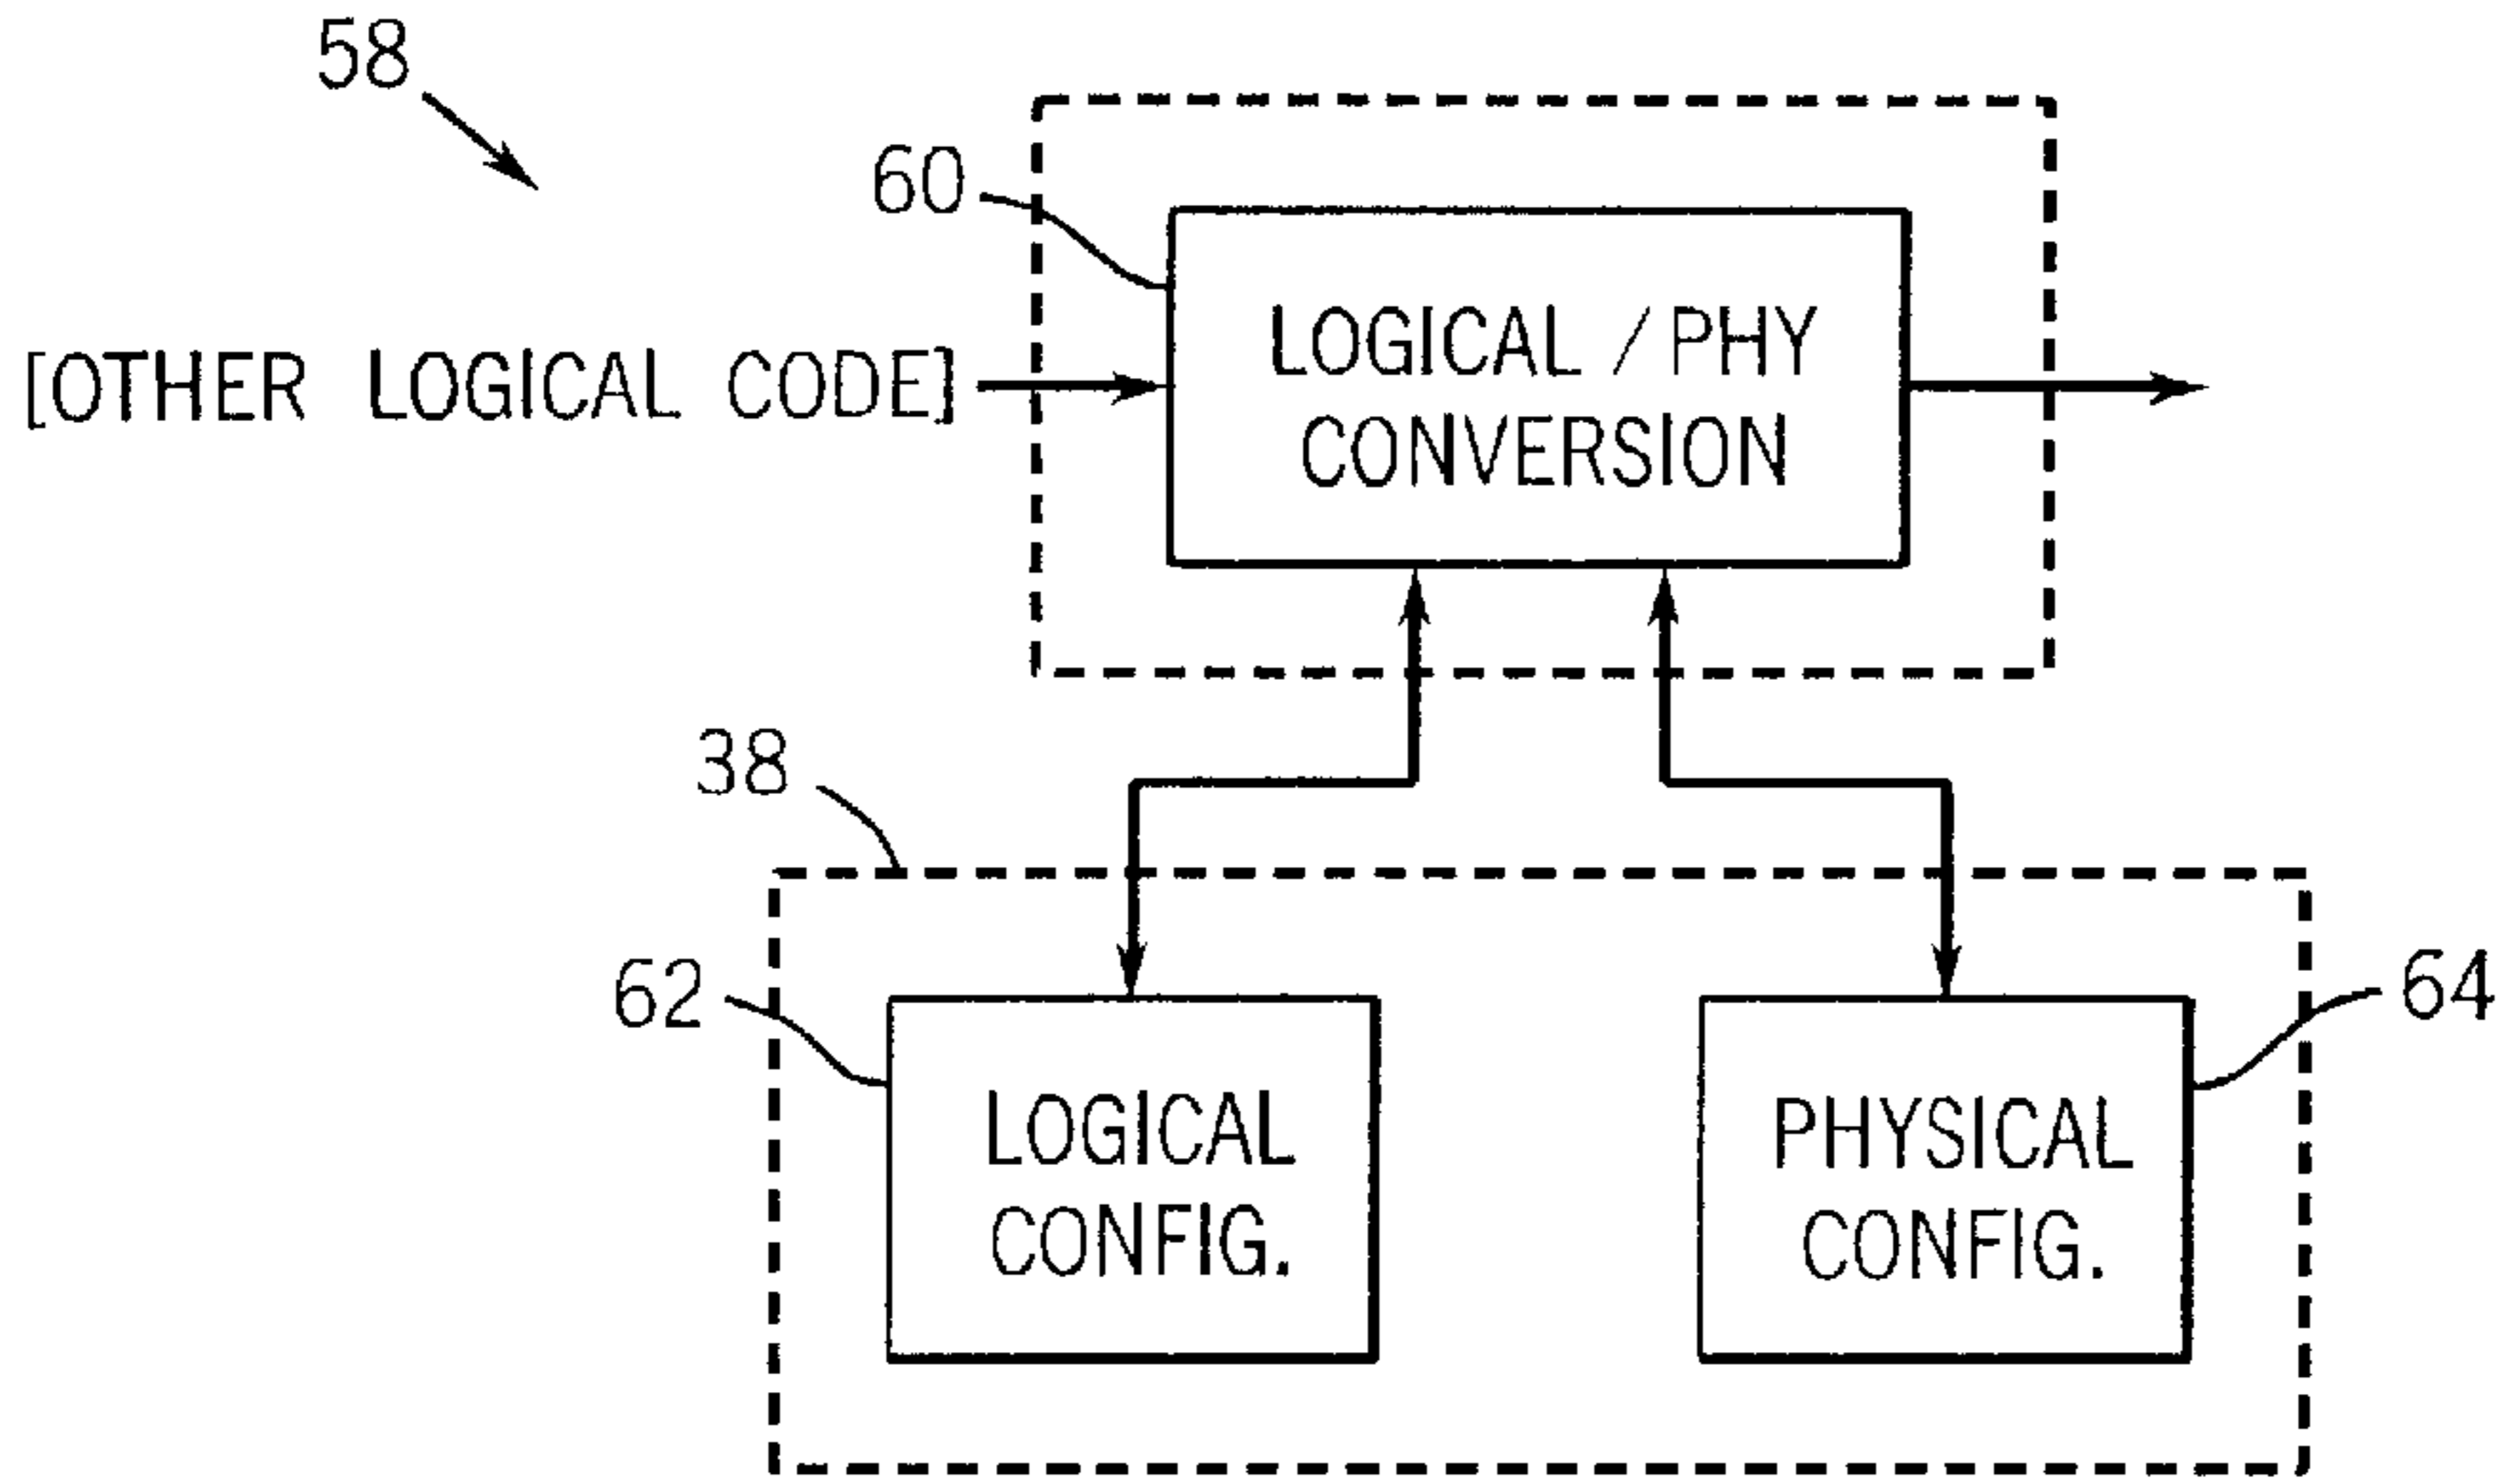 58
60
[OTHER LOGICAL CODE]
LOGICAL / PHY
CONVERSION
38
62
64
LOGICAL
CONFIG.
PHYSICAL
CONFIG.